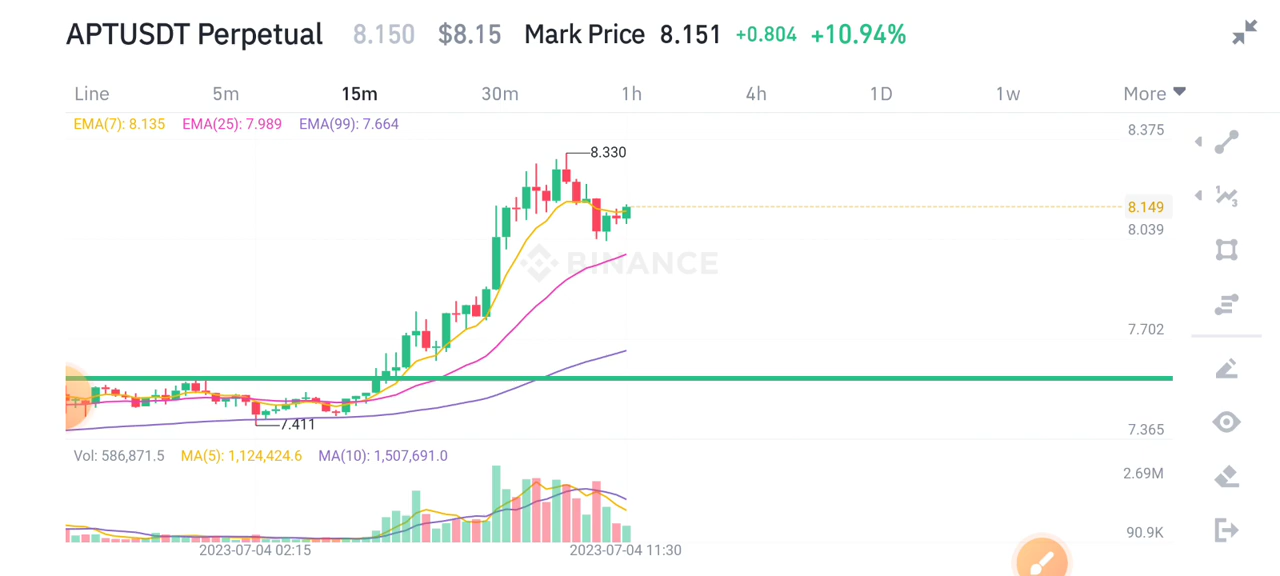 APTUSDT Perpetual 8.150 $8.15 Mark Price 8.151 +0.804 +10.94%
Line 5m 15m 30m 1h 4h 1D 1w More
EMA(7): 8.135 EMA(25): 7.989 EMA(99): 7.664
8.375
8.330
8.149
8.039
BINANCE
7.702
7.411
7.365
Vol: 586,871.5 MA(5): 1,124,424.6 MA(10): 1,507,691.0
2.69M
90.9K
2023-07-04 02:15 2023-07-04 11:30